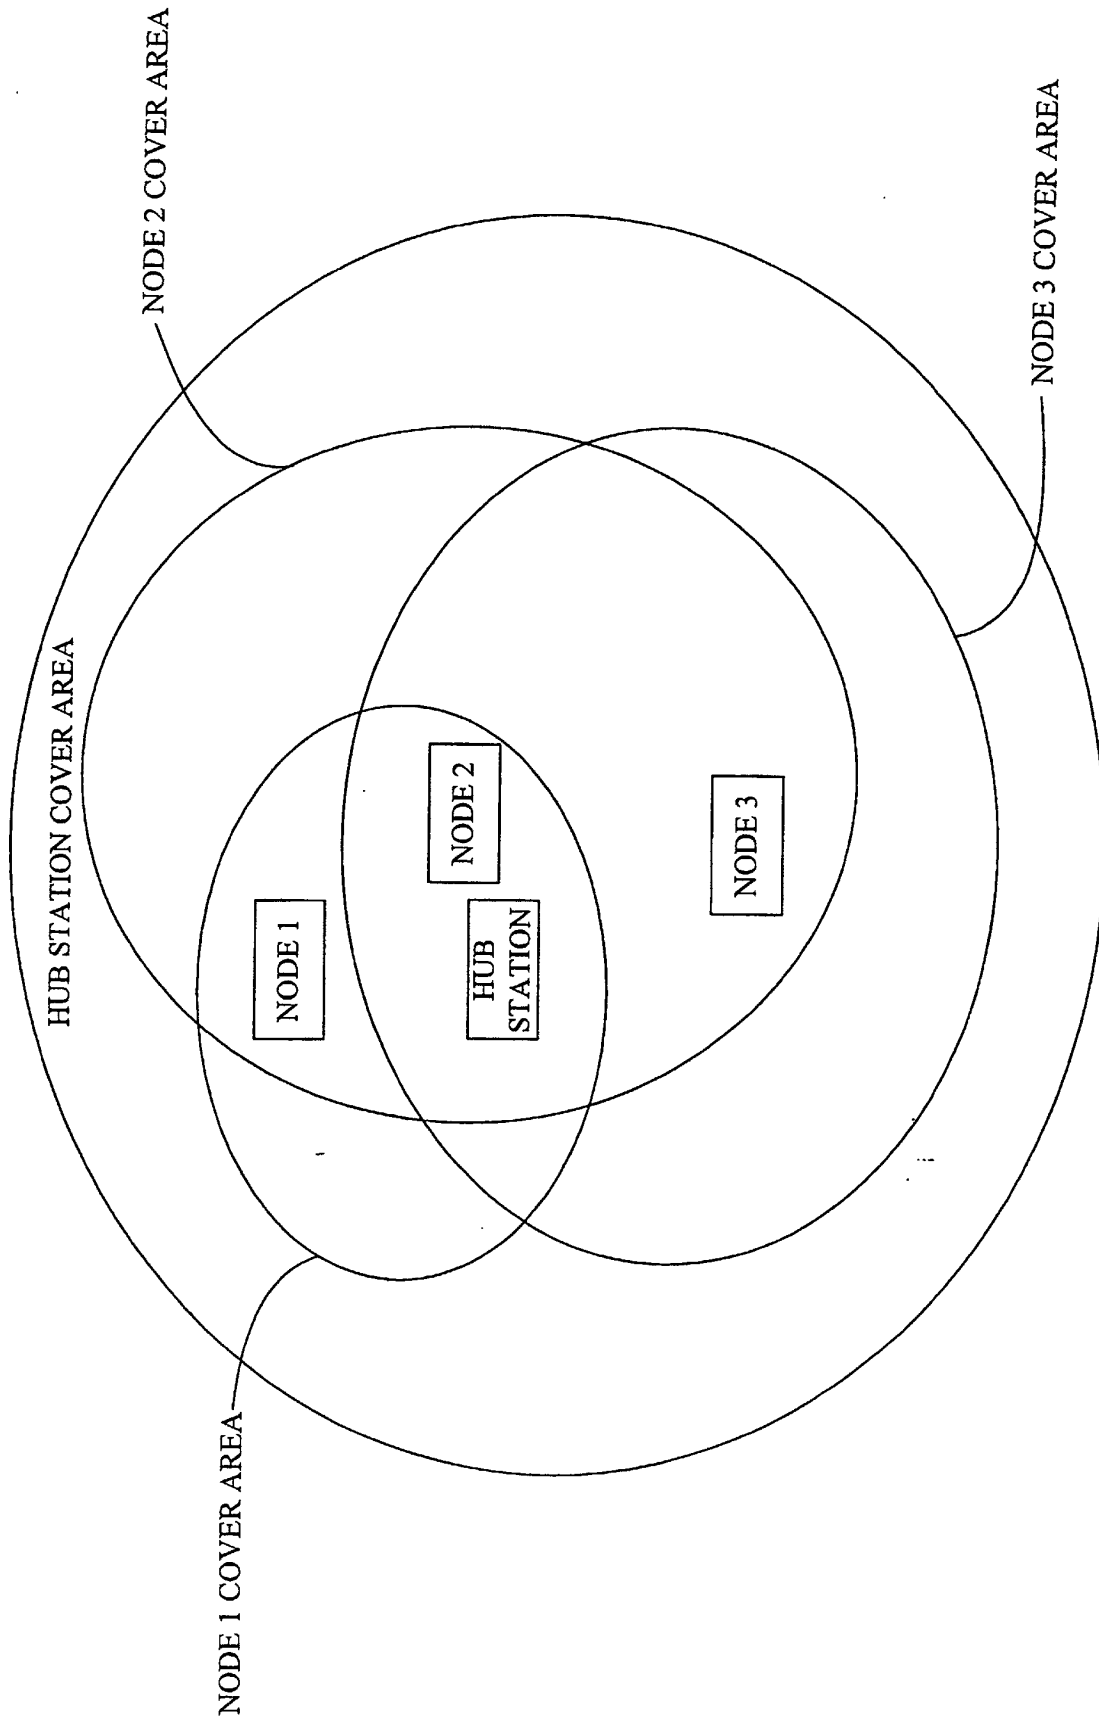 HUB STATION COVER AREA
NODE 2 COVER AREA
NODE 1 COVER AREA
NODE 1
NODE 2
HUB
STATION
NODE 3
NODE 3 COVER AREA